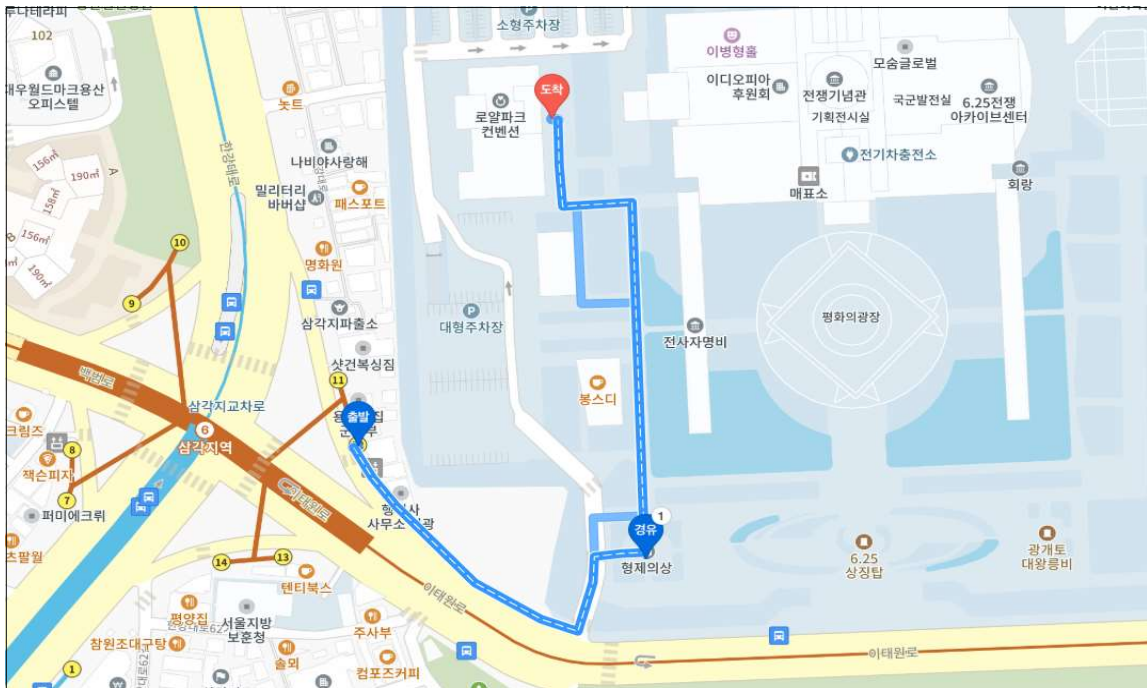 루나테라피
102
소형주차장
이병형홀
모숨글로벌
대우월드마크용산
오피스텔
놋트
도착
로얄파크
컨벤션
이디오피아
후원회
전쟁기념관
기획전시실
국군발전실
6.25전쟁
아카이브센터
한강대로
나비야사랑해
전기차충전소
156㎡
190㎡
A
158㎡
밀리터리
바버샵
패스포트
매표소
회랑
156㎡
B
190㎡
10
명화원
9
삼각지파출소
대형주차장
평화의광장
전사자명비
샷건복싱짐
백범로
11
봉스디
삼각지교차로
출발
크림즈
6
삼각지역
8
잭슨피자
이태원로
7
퍼미에크뤼
1
경유
형제의상
6.25
상징탑
광개토
대왕릉비
츠팔월
14
13
텐티북스
이태원로
평양집
서울지방
보훈청
주사부
참원조대구탕
솔외
컴포즈커피
이태원로
1